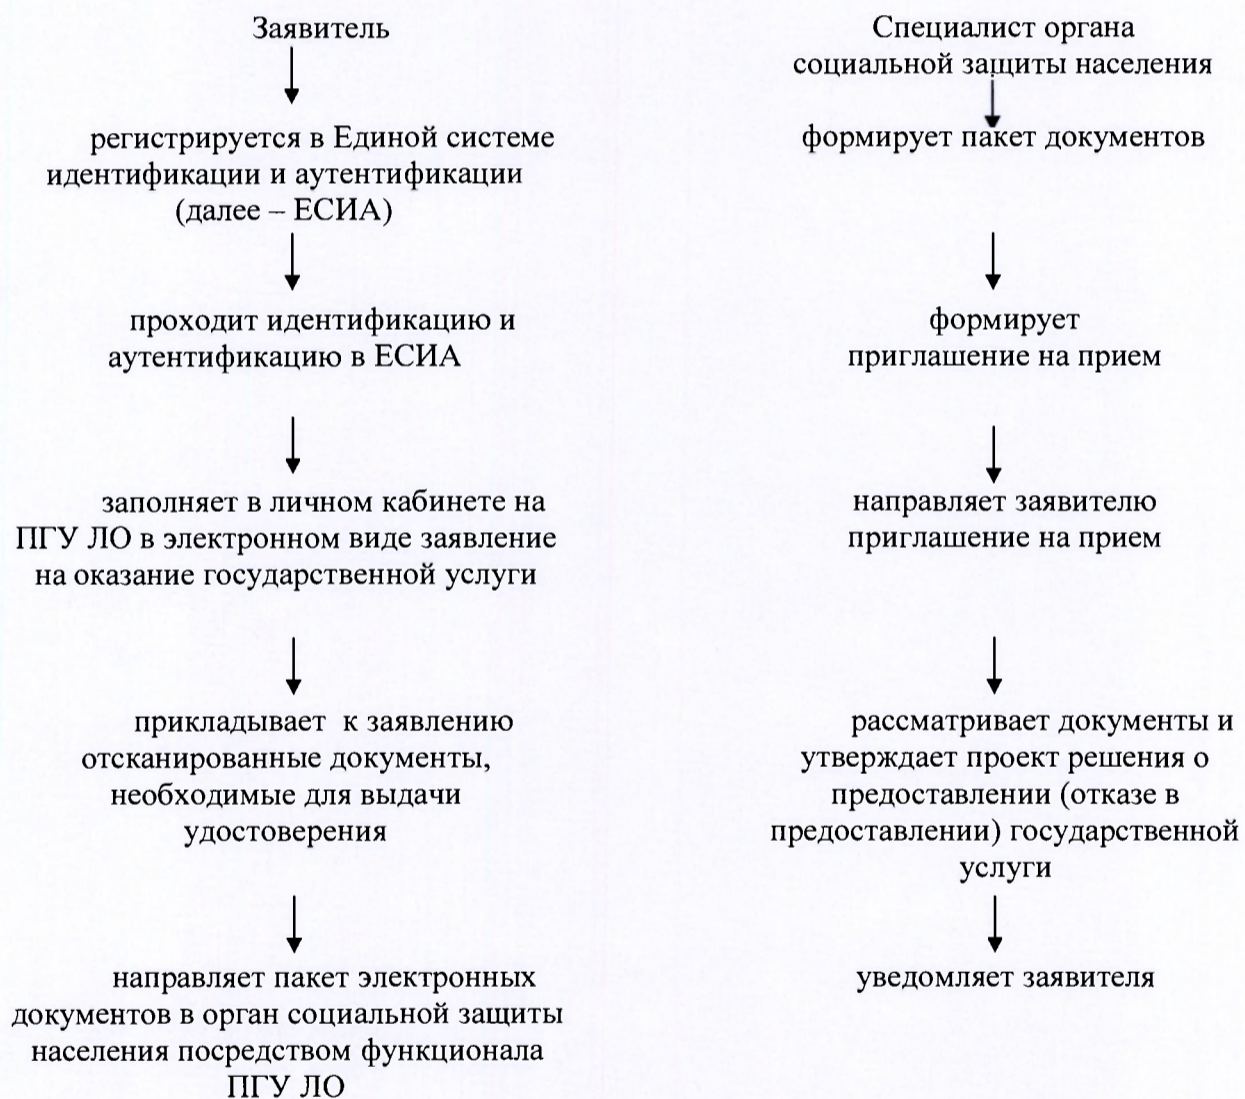 Заявитель
регистрируется в Единой системе
идентификации и аутентификации
(далее – ЕСИА)
проходит идентификацию и
аутентификацию в ЕСИА
заполняет в личном кабинете на
ПГУ ЛО в электронном виде заявление
на оказание государственной услуги
прикладывает к заявлению
отсканированные документы,
необходимые для выдачи
удостоверения
направляет пакет электронных
документов в орган социальной защиты
населения посредством функционала
ПГУ ЛО
Специалист органа
социальной защиты населения
формирует пакет документов
формирует
приглашение на прием
направляет заявителю
приглашение на прием
рассматривает документы и
утверждает проект решения о
предоставлении (отказе в
предоставлении) государственной
услуги
уведомляет заявителя